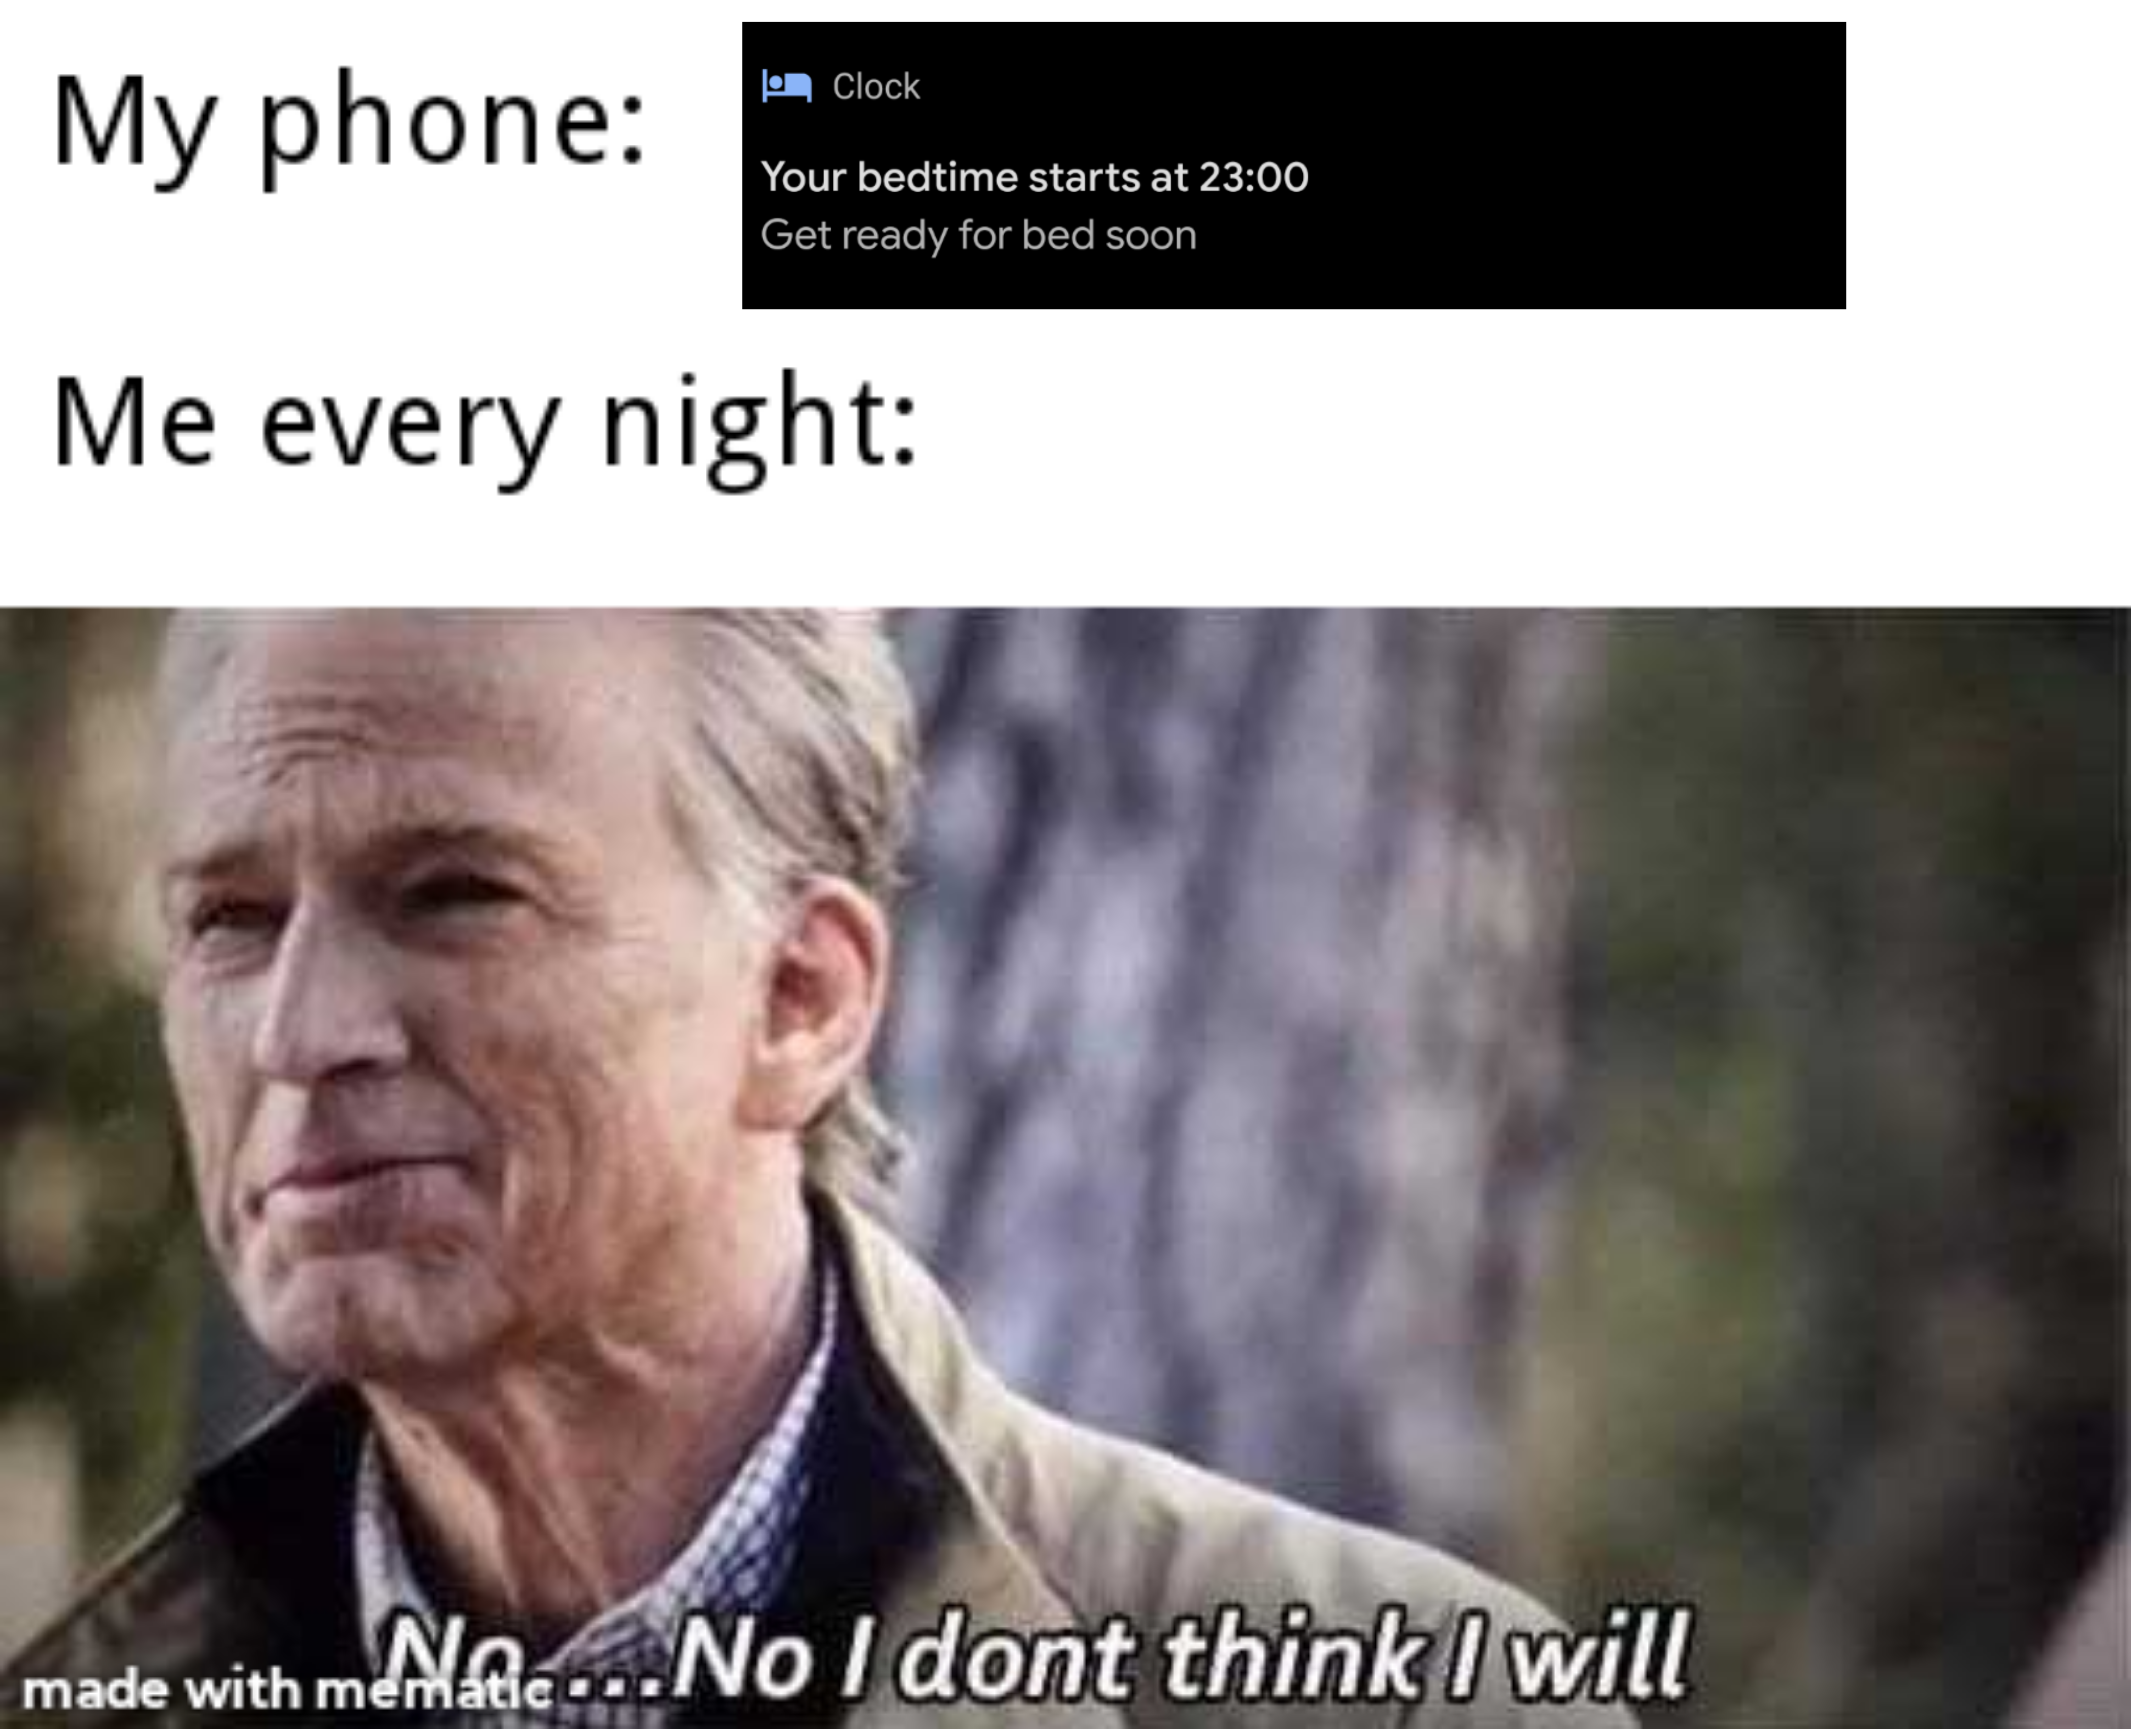 My phone:
Clock
Your bedtime starts at 23:00
Get ready for bed soon
Me every night:
No....No I dont think I will
made with mematic